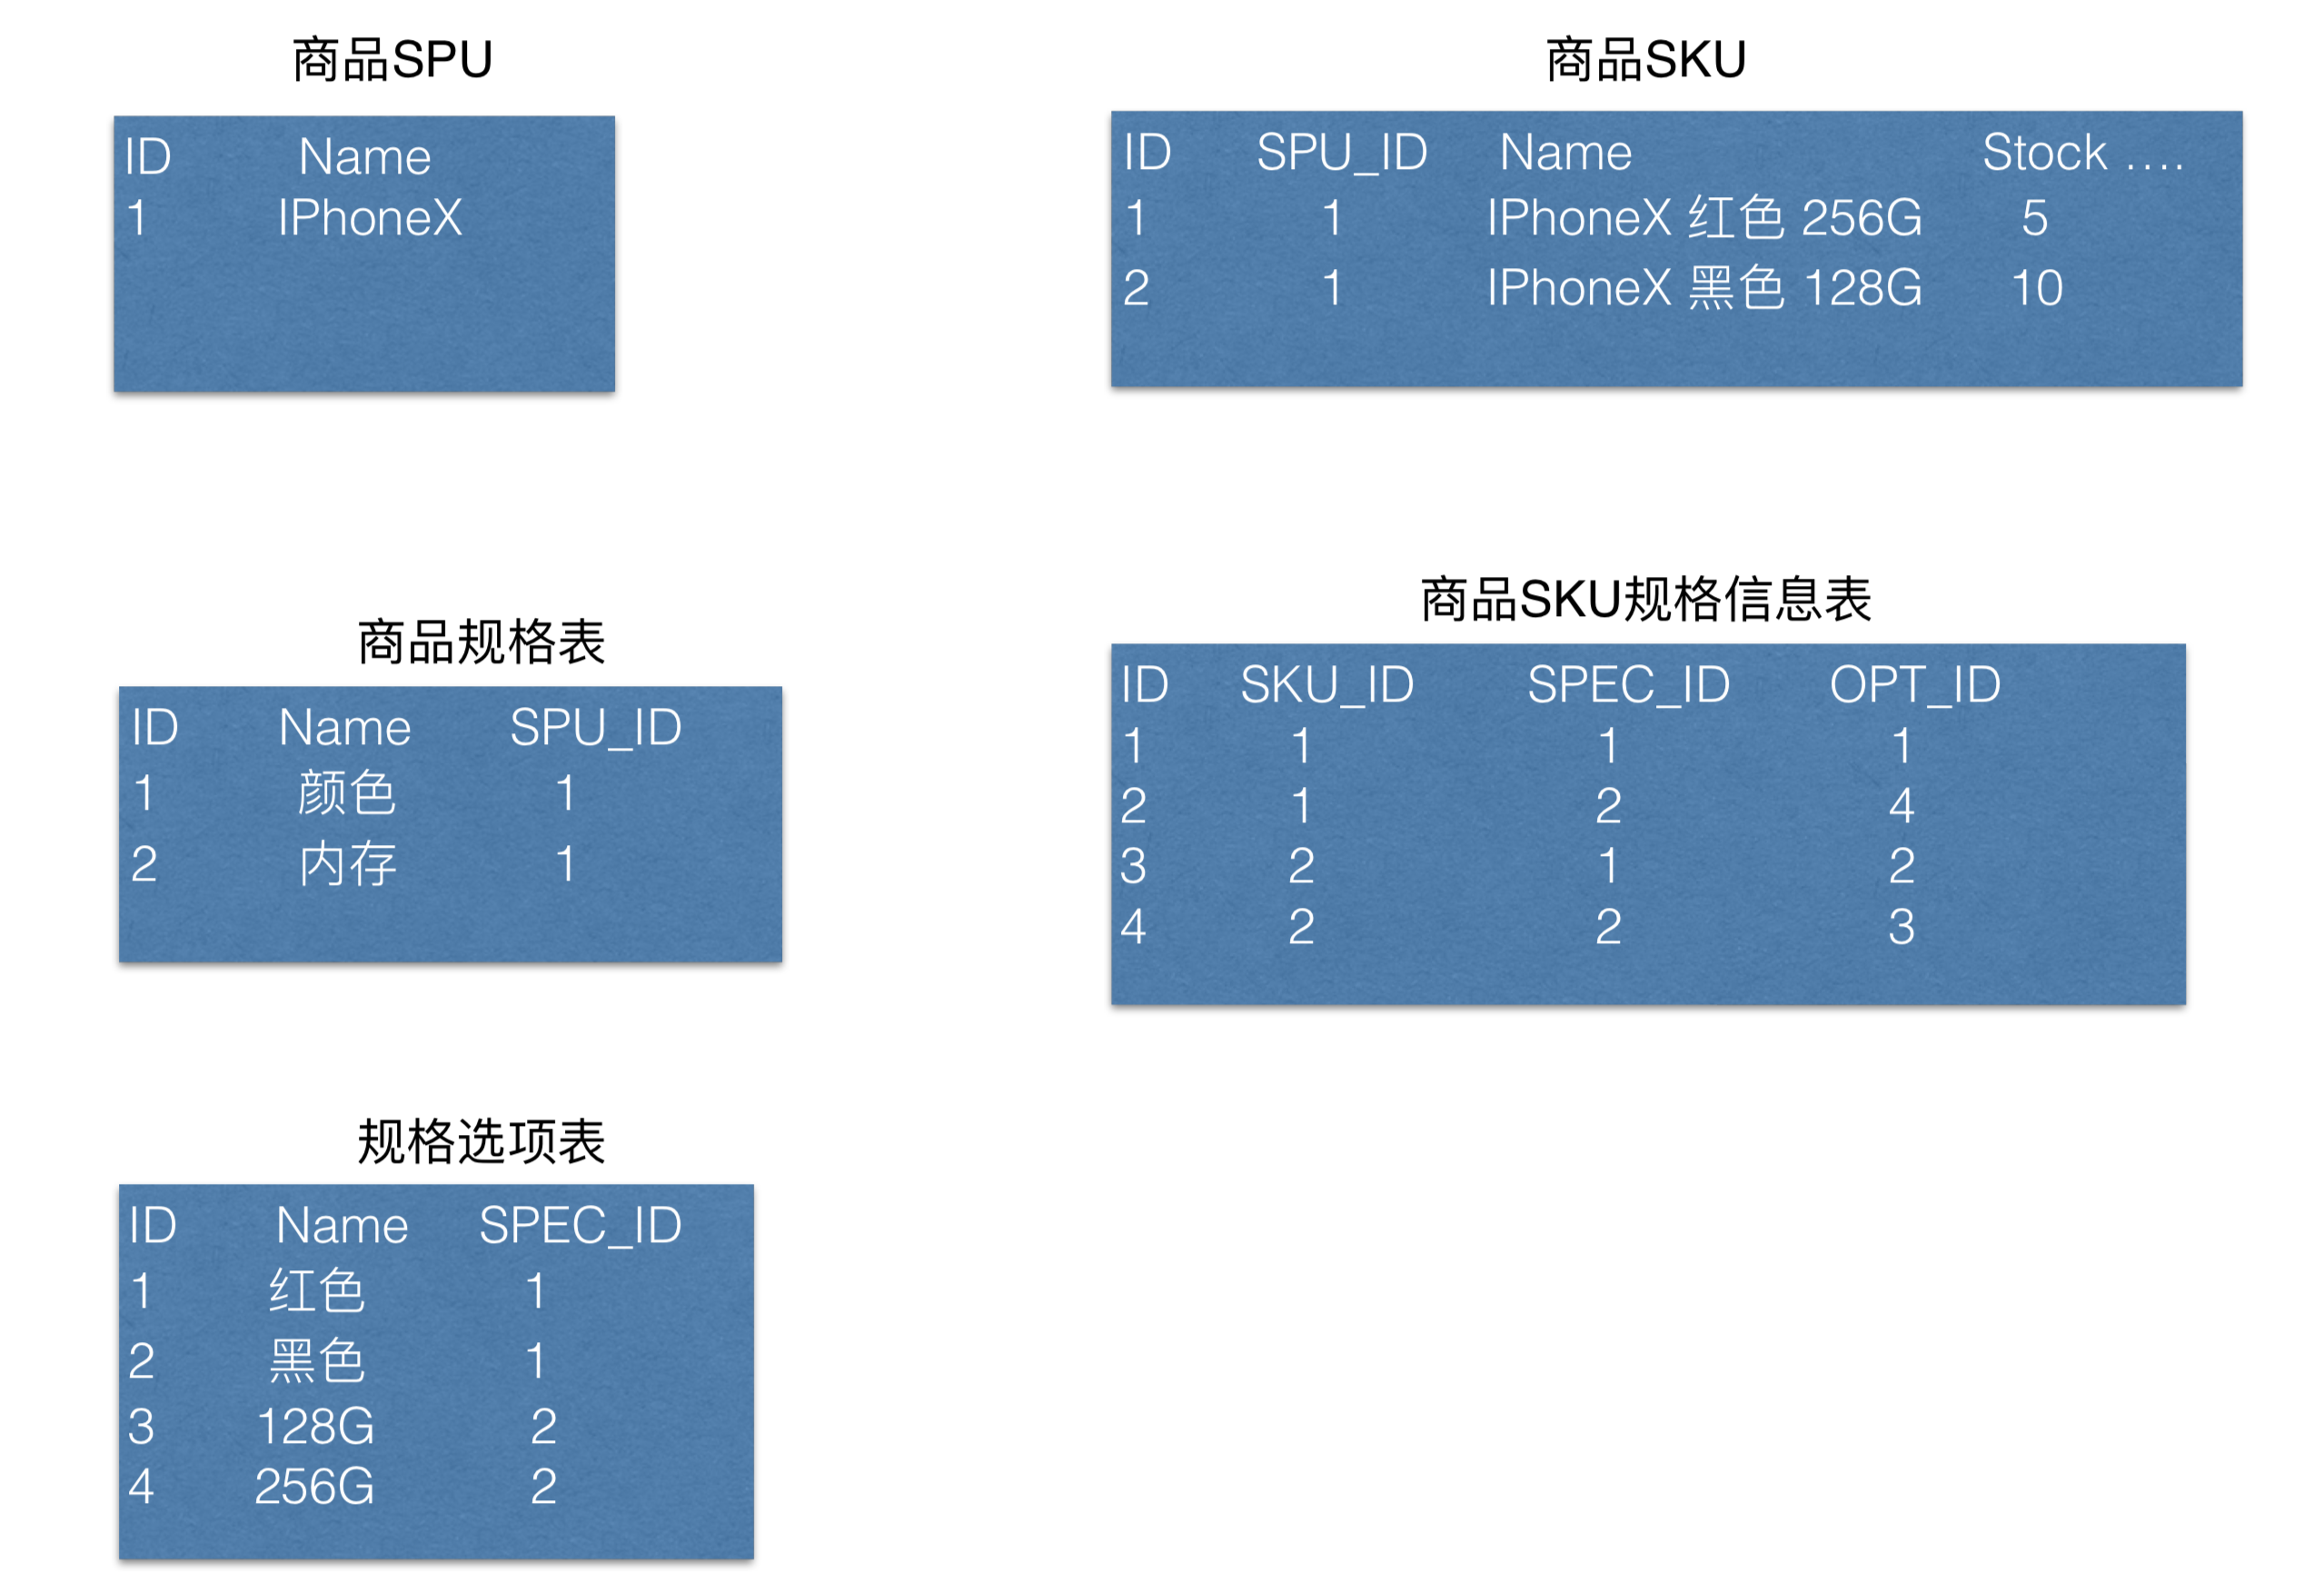 商品SPU
ID Name
1 IPhoneX
商品SKU
ID SPU_ID Name Stock ....
1 1 IPhoneX 红色 256G 5
2 1 IPhoneX 黑色 128G 10
商品规格表
ID Name SPU_ID
1 颜色 1
2 内存 1
商品SKU规格信息表
ID SKU_ID SPEC_ID OPT_ID
1 1 1 1
2 1 2 4
3 2 1 2
4 2 2 3
规格选项表
ID Name SPEC_ID
1 红色 1
2 黑色 1
3 128G 2
4 256G 2